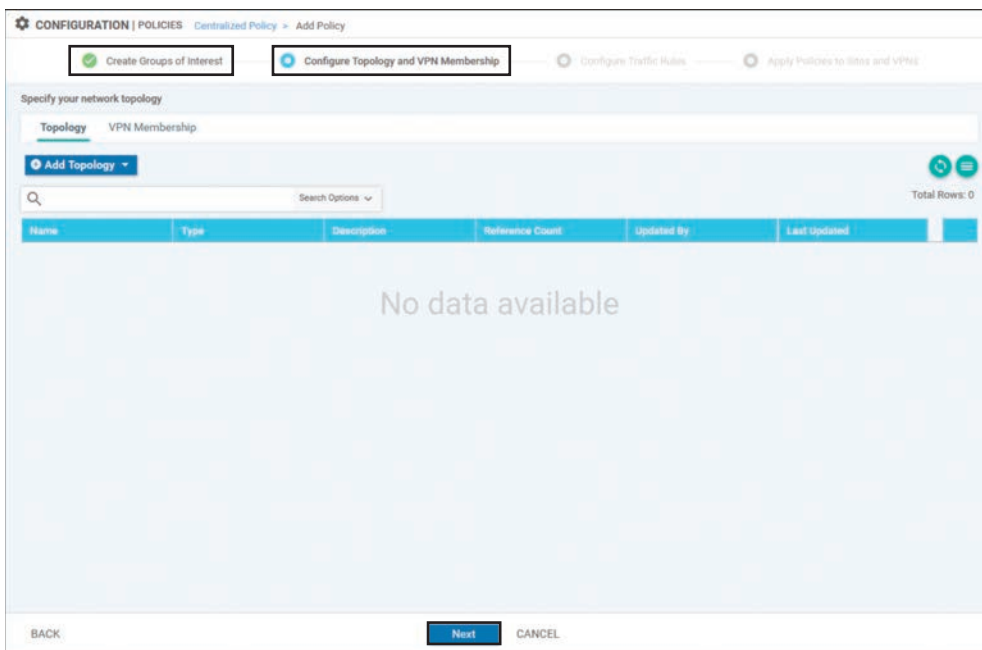 CONFIGURATION | POLICIES Centralized Policy > Add Policy
Create Groups of Interest Configure Topology and VPN Membership Configure Traffic Rules Apply Policies to Sites and VPNs
Specify your network topology
Topology VPN Membership
Add Topology
Search Options
Total Rows: 0
Name Type Description Reference Count Updated By Last Updated
No data available
BACK Next CANCEL